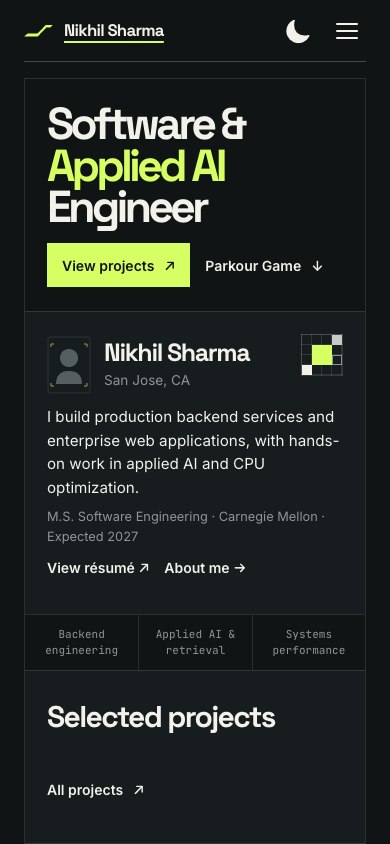 Nikhil Sharma
Software &
Applied AI
Engineer
View projects ↗
Parkour Game ↓
Nikhil Sharma
San Jose, CA
I build production backend services and
enterprise web applications, with hands-
on work in applied AI and CPU
optimization.
M.S. Software Engineering · Carnegie Mellon ·
Expected 2027
View résumé ↗ About me →
Backend
engineering
Applied AI &
retrieval
Systems
performance
Selected projects
All projects ↗